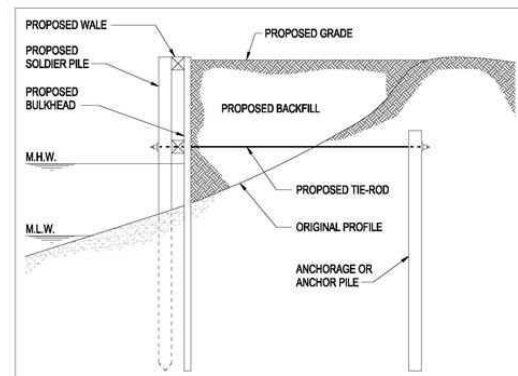 PROPOSED WALE
PROPOSED GRADE
PROPOSED
SOLDIER PILE
PROPOSED
BULKHEAD
PROPOSED BACKFILL
M.H.W.
PROPOSED TIE-ROD
ORIGINAL PROFILE
M.L.W.
ANCHORAGE OR
ANCHOR PILE